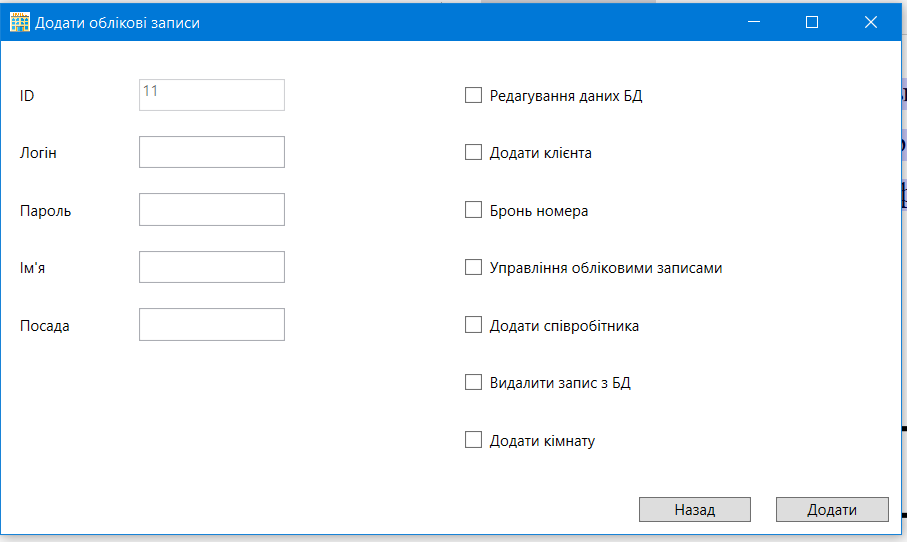 Додати облікові записи
ID
11
Редагування даних БД
Логін
Додати клієнта
Пароль
Бронь номера
Ім'я
Управління обліковими записами
Посада
Додати співробітника
Видалити запис з БД
Додати кімнату
Назад
Додати